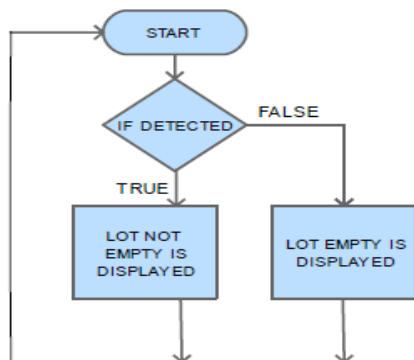 START
IF DETECTED
FALSE
TRUE
LOT NOT
EMPTY IS
DISPLAYED
LOT EMPTY IS
DISPLAYED